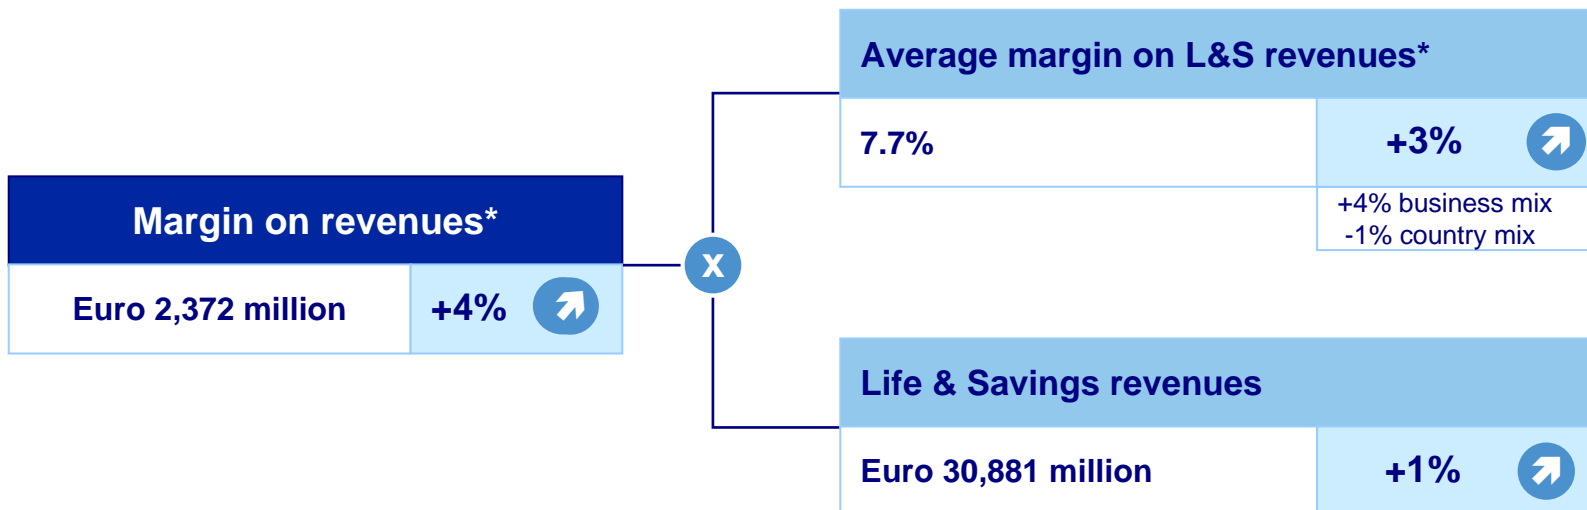 Average margin on L&S revenues*
7.7%
+3%
+4% business mix
-1% country mix
Margin on revenues*
Euro 2,372 million
+4%
x
Life & Savings revenues
Euro 30,881 million
+1%